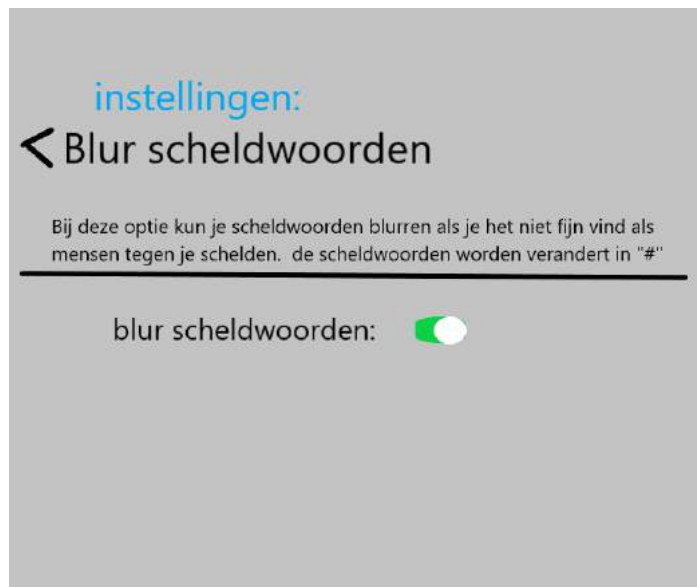 instellingen:
Blur scheldwoorden
Bij deze optie kun je scheldwoorden blurren als je het niet fijn vind als
mensen tegen je schelden.  de scheldwoorden worden verandert in "#"
blur scheldwoorden: